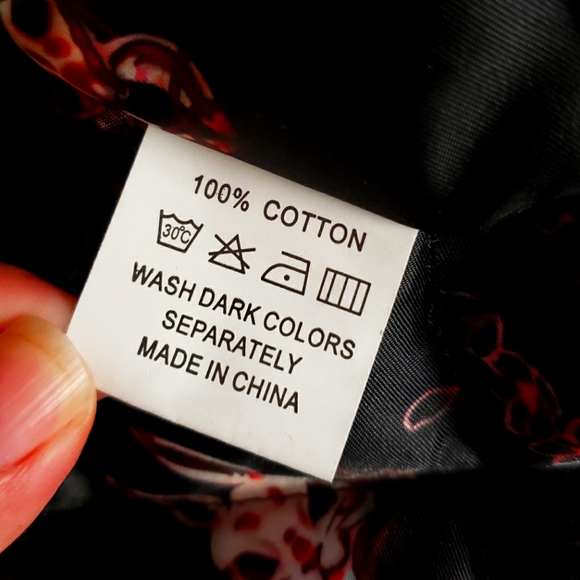 100% COTTON
30°C
WASH DARK COLORS
SEPARATELY
MADE IN CHINA